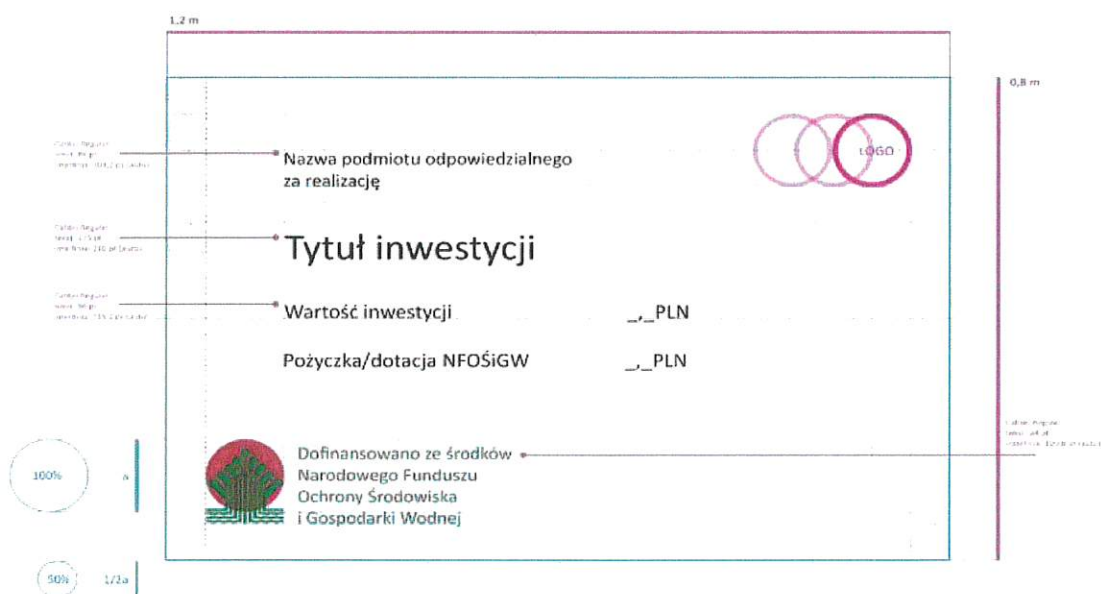 1,2 m
0,8 m
LOGO
Nazwa podmiotu odpowiedzialnego
za realizację
Tytuł inwestycji
Wartość inwestycji _,_PLN
Pożyczka/dotacja NFOŚiGW _,_PLN
Dofinansowano ze środków
Narodowego Funduszu
Ochrony Środowiska
i Gospodarki Wodnej
100% a
50% 1/2a